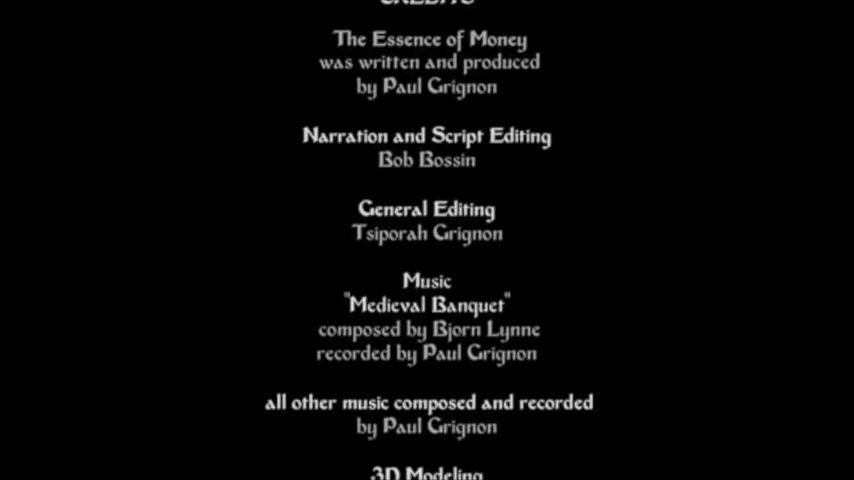 CREDITS
The Essence of Money
was written and produced
by Paul Grignon
Narration and Script Editing
Bob Bossin
General Editing
Tsiporah Grignon
Music
"Medieval Banquet"
composed by Bjorn Lynne
recorded by Paul Grignon
all other music composed and recorded
by Paul Grignon
3D Modeling